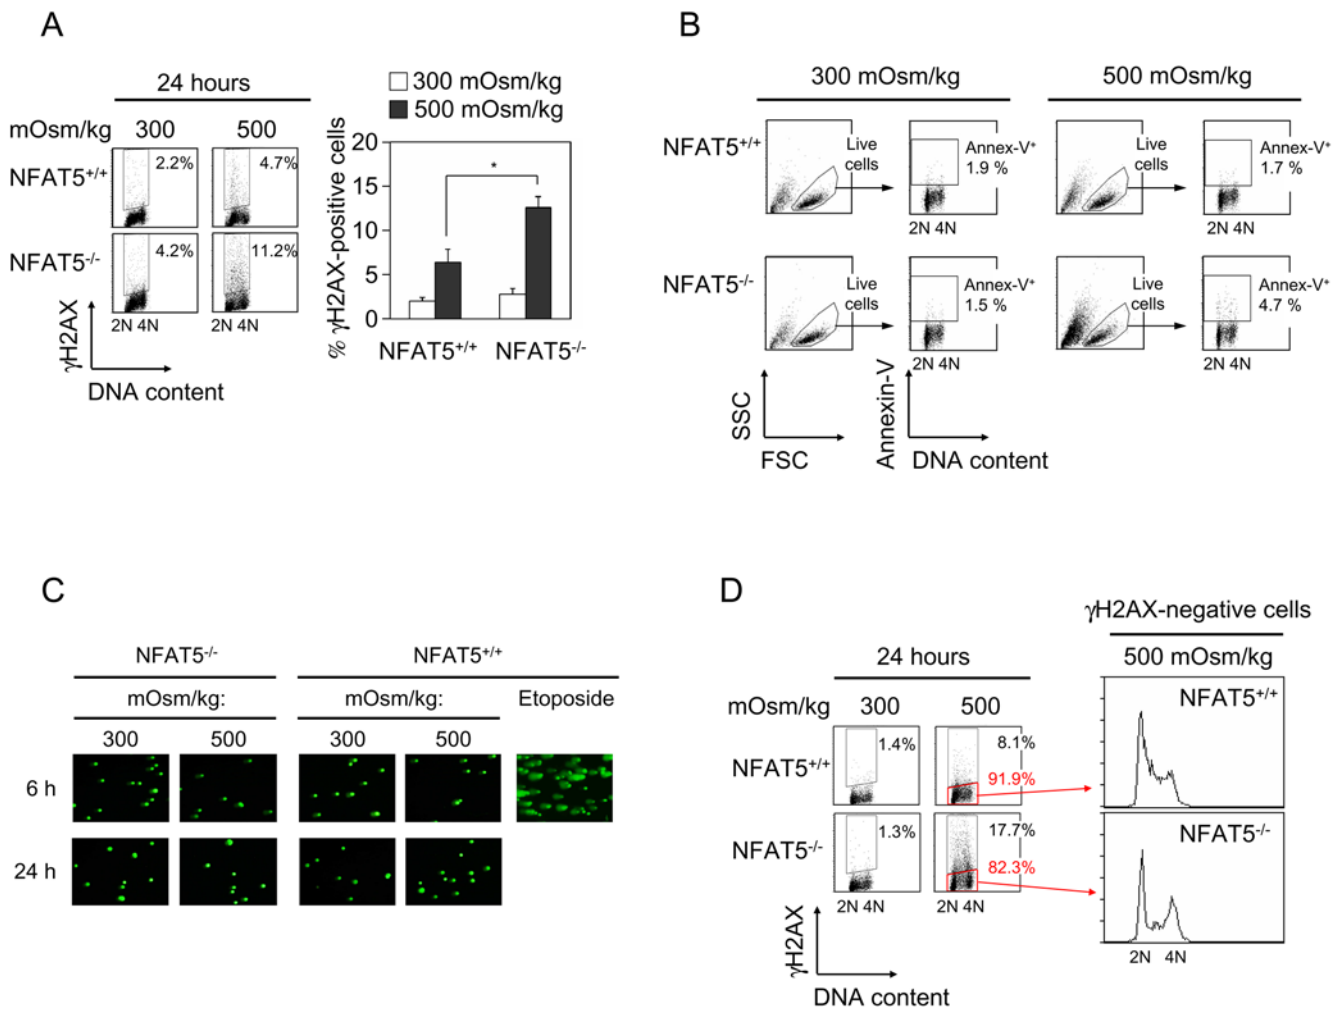 A
24 hours
mOsm/kg 300 500
NFAT5+/+ 2.2% 4.7%
NFAT5-/- 4.2% 11.2%
2N 4N 2N 4N
γH2AX
DNA content
300 mOsm/kg
500 mOsm/kg
% γH2AX-positive cells
20
15
10
5
0
*
NFAT5+/+ NFAT5-/-
B
300 mOsm/kg 500 mOsm/kg
NFAT5+/+
Live cells
Annex-V+
1.9 %
2N 4N
Live cells
Annex-V+
1.7 %
2N 4N
NFAT5-/-
Live cells
Annex-V+
1.5 %
2N 4N
Live cells
Annex-V+
4.7 %
2N 4N
SSC
FSC
Annexin-V
DNA content
C
NFAT5-/- NFAT5+/+
mOsm/kg: mOsm/kg: Etoposide
300 500 300 500
6 h
24 h
D
γH2AX-negative cells
24 hours 500 mOsm/kg
mOsm/kg 300 500
NFAT5+/+ 1.4% 8.1%
91.9%
NFAT5+/+
NFAT5-/- 1.3% 17.7%
82.3%
NFAT5-/-
2N 4N 2N 4N
2N 4N
γH2AX
DNA content